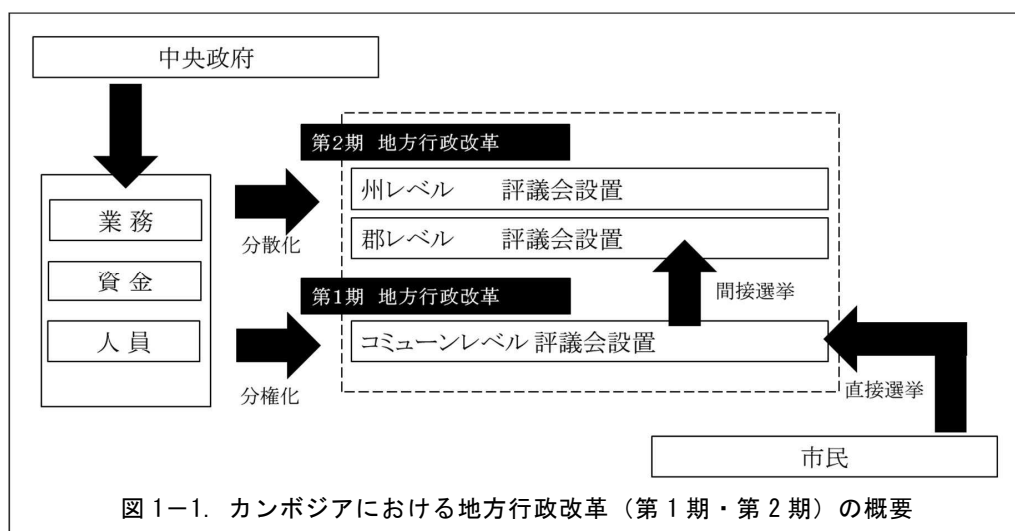 中央政府
第2期 地方行政改革
州レベル 評議会設置
業 務
分散化
郡レベル 評議会設置
資 金
第1期 地方行政改革
間接選挙
人 員
コミューンレベル 評議会設置
分権化
直接選挙
市民
図1－1. カンボジアにおける地方行政改革（第1期・第2期）の概要